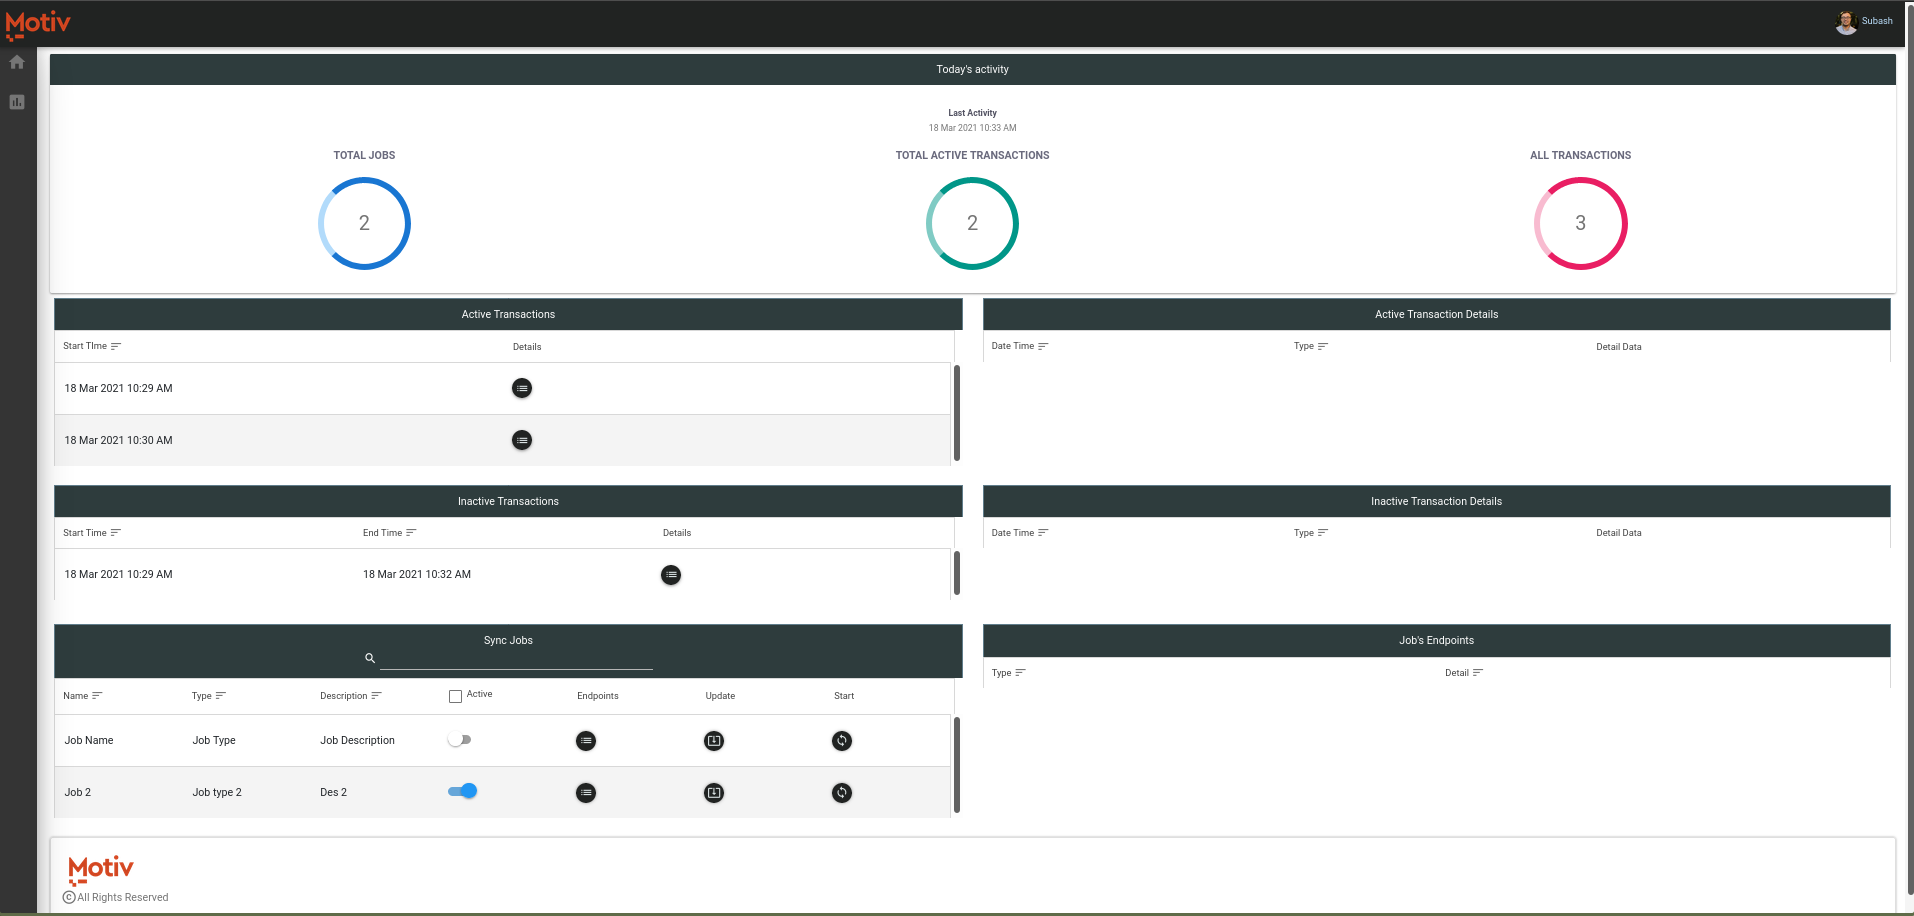 Motiv
Subash
Today's activity
Last Activity
18 Mar 2021 10:33 AM
TOTAL JOBS
TOTAL ACTIVE TRANSACTIONS
ALL TRANSACTIONS
2
2
3
Active Transactions
Start TIme
Details
18 Mar 2021 10:29 AM
18 Mar 2021 10:30 AM
Active Transaction Details
Date Time
Type
Detail Data
Inactive Transactions
Start Time
End Time
Details
18 Mar 2021 10:29 AM
18 Mar 2021 10:32 AM
Inactive Transaction Details
Date Time
Type
Detail Data
Sync Jobs
Name
Type
Description
Active
Endpoints
Update
Start
Job Name
Job Type
Job Description
Job 2
Job type 2
Des 2
Job's Endpoints
Type
Detail
Motiv
© All Rights Reserved